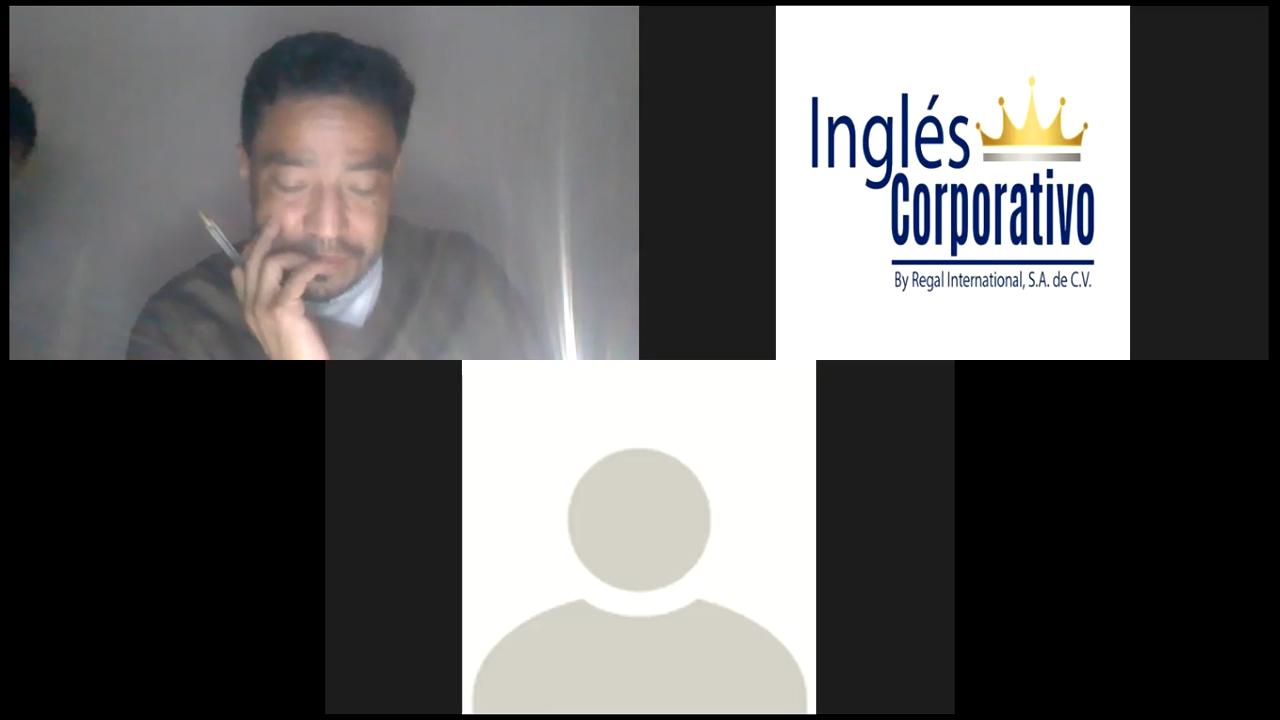 Inglés
Corporativo
By Regal International, S.A. de C.V.